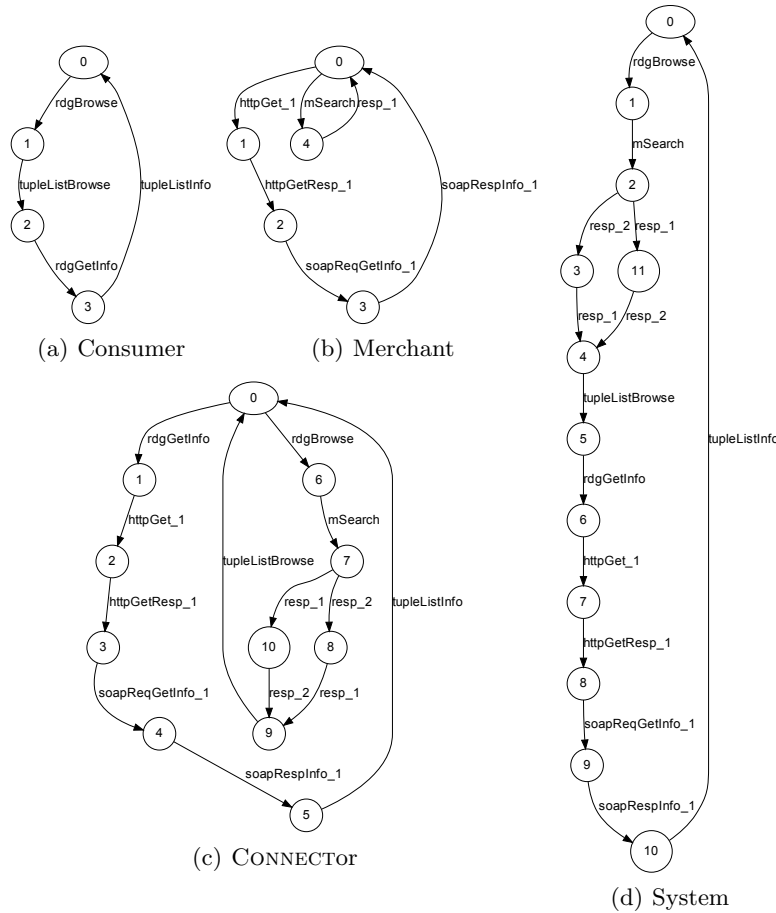 0
rdgBrowse
1
tupleListBrowse
tupleListInfo
2
rdgGetInfo
3
(a) Consumer
0
httpGet_1
mSearch
resp_1
1
4
httpGetResp_1
soapRespInfo_1
2
soapReqGetInfo_1
3
(b) Merchant
0
rdgGetInfo
rdgBrowse
1
6
httpGet_1
mSearch
2
tupleListBrowse
7
tupleListInfo
httpGetResp_1
resp_1
resp_2
3
10
8
soapReqGetInfo_1
resp_2
resp_1
4
9
soapRespInfo_1
5
(c) CONNECTor
0
rdgBrowse
1
mSearch
2
resp_2
resp_1
3
11
resp_1
resp_2
4
tupleListBrowse
tupleListInfo
5
rdgGetInfo
6
httpGet_1
7
httpGetResp_1
8
soapReqGetInfo_1
9
soapRespInfo_1
10
(d) System